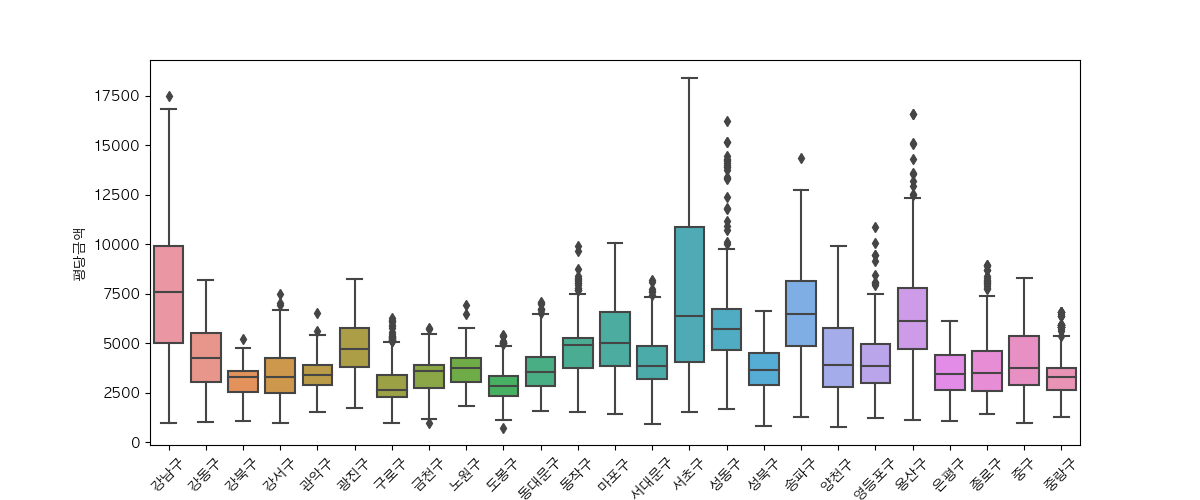 평당금액
17500
15000
12500
10000
7500
5000
2500
0
강남구
강동구
강북구
강서구
관악구
광진구
구로구
금천구
노원구
도봉구
동대문구
동작구
마포구
서대문구
서초구
성동구
성북구
송파구
양천구
영등포구
용산구
은평구
종로구
중구
중랑구